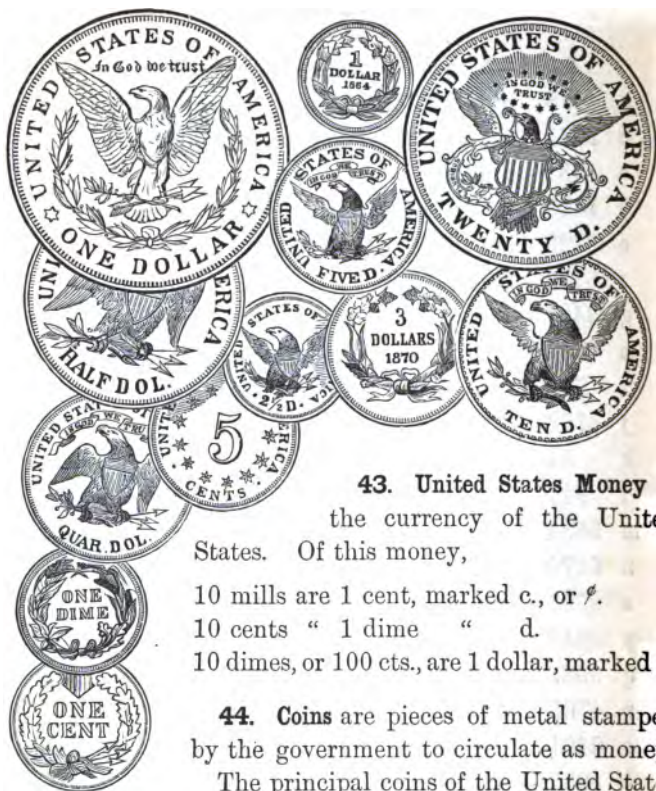 STATES OF
UNITED AMERICA
In God we trust
ONE DOLLAR
1
DOLLAR
1864
UNITED STATES OF AMERICA
IN GOD WE
TRUST
TWENTY D.
UNITED STATES OF AMERICA
IN GOD WE TRUST
FIVE D.
HALF DOL.
UNITED STATES OF
2½ D.
3
DOLLARS
1870
UNITED AMERICA
IN GOD WE TRUST
TEN D.
UNITED STAT
IN GOD WE TRU
QUAR. DOL.
5
CENTS
ONE
DIME
ONE
CENT
43. United States Money
the currency of the Unite
States. Of this money,
10 mills are 1 cent, marked c., or ¢.
10 cents “ 1 dime “ d.
10 dimes, or 100 cts., are 1 dollar, marked
44. Coins are pieces of metal stampe
by the government to circulate as mone
The principal coins of the United Stat